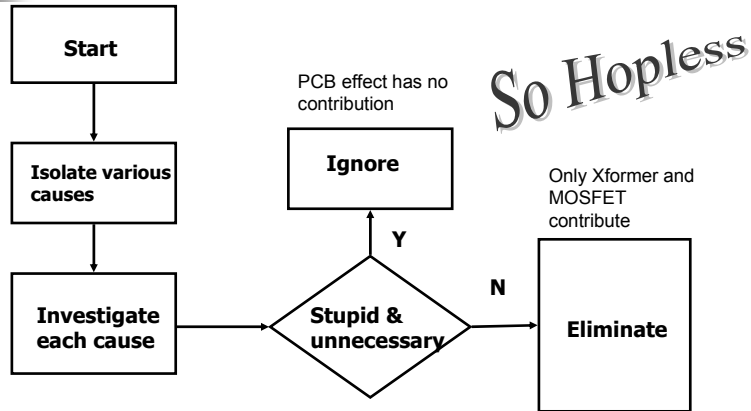 Start
So Hopless
PCB effect has no
contribution
Isolate various
causes
Ignore
Only Xformer and
MOSFET
contribute
Y
N
Investigate
each cause
Stupid &
unnecessary
Eliminate